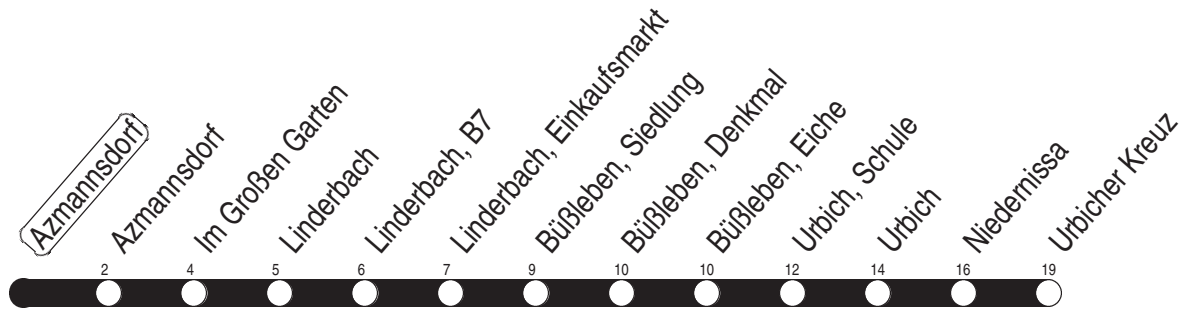 Azmannsdorf
Azmannsdorf
Im Großen Garten
Linderbach
Linderbach, B7
Linderbach, Einkaufsmarkt
Büßleben, Siedlung
Büßleben, Denkmal
Büßleben, Eiche
Urbich, Schule
Urbich
Niedernissa
Urbicher Kreuz
2 4 5 6 7 9 10 10 12 14 16 19